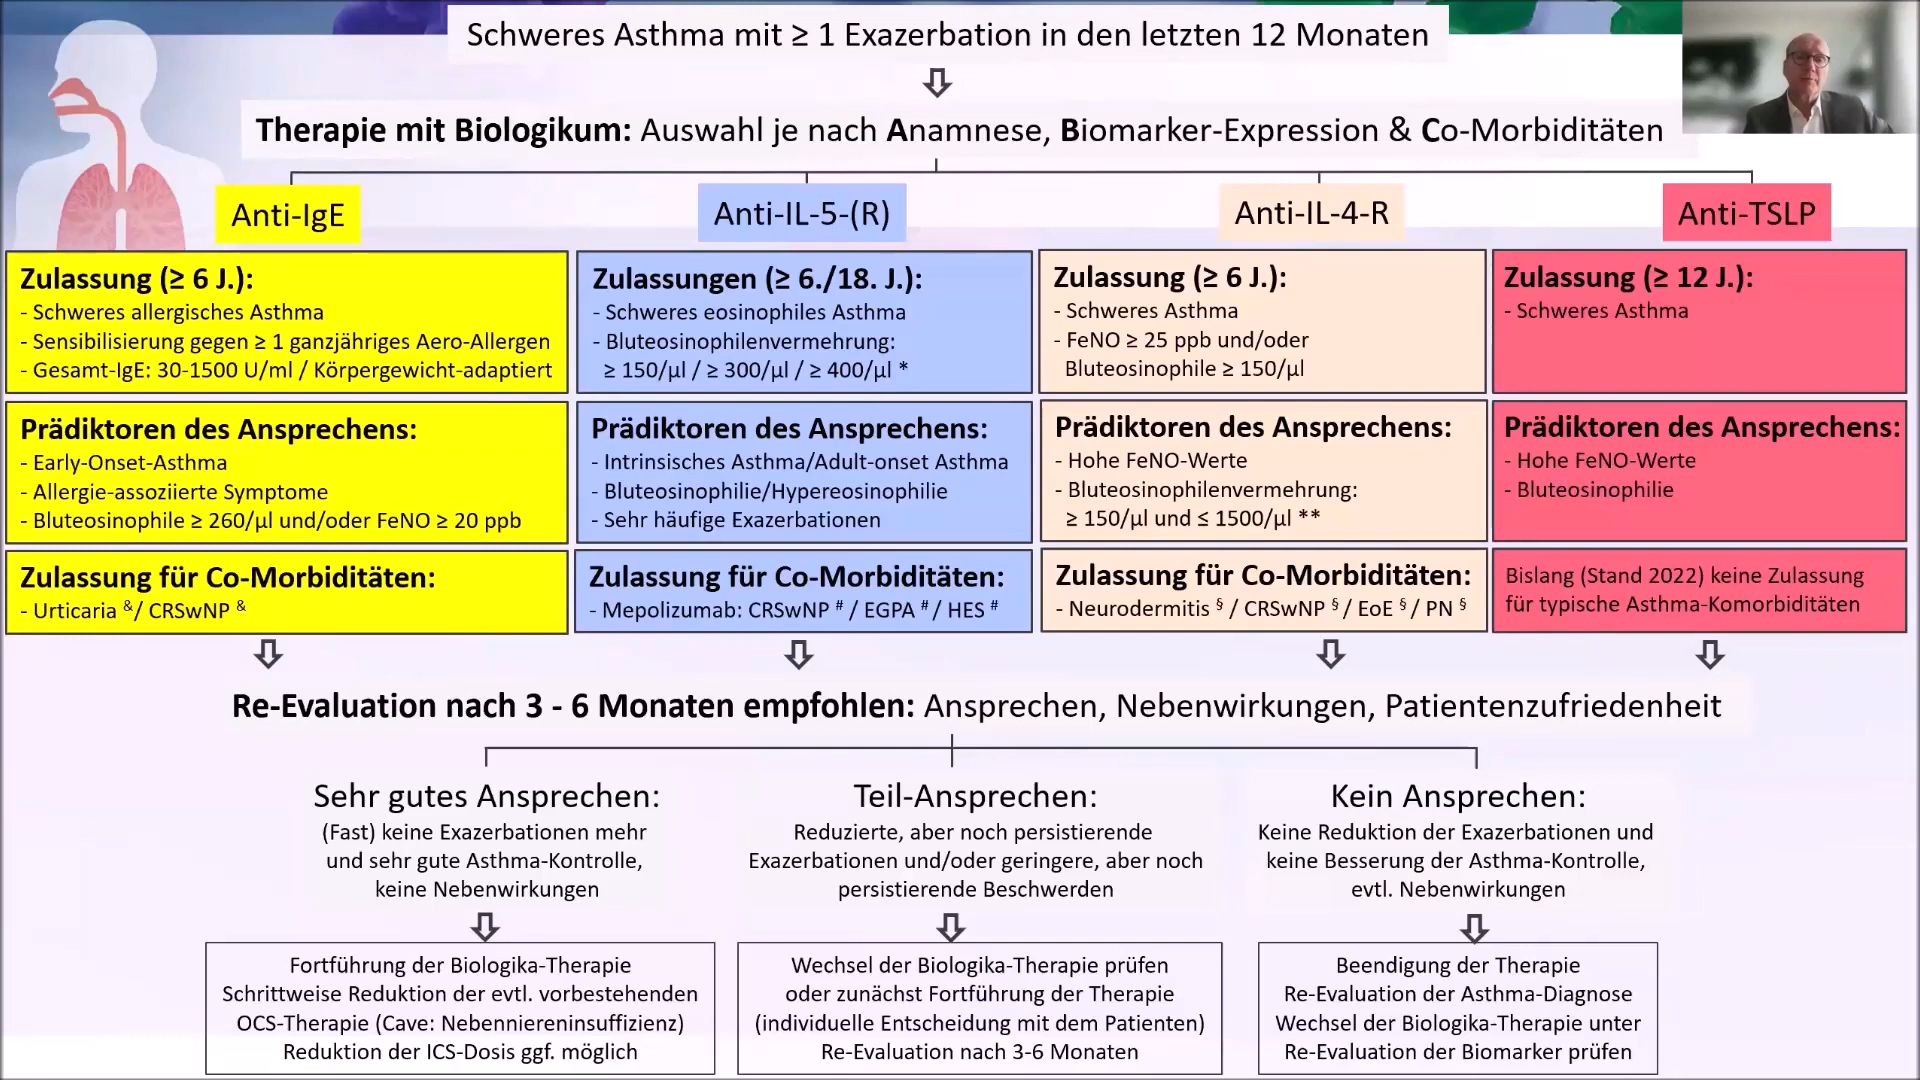 Schweres Asthma mit ≥ 1 Exazerbation in den letzten 12 Monaten
Therapie mit Biologikum: Auswahl je nach Anamnese, Biomarker-Expression & Co-Morbiditäten
Anti-IgE
Zulassung (≥ 6 J.):
- Schweres allergisches Asthma
- Sensibilisierung gegen ≥ 1 ganzjähriges Aero-Allergen
- Gesamt-IgE: 30-1500 U/ml / Körpergewicht-adaptiert
Prädiktoren des Ansprechens:
- Early-Onset-Asthma
- Allergie-assoziierte Symptome
- Bluteosinophile ≥ 260/µl und/oder FeNO ≥ 20 ppb
Zulassung für Co-Morbiditäten:
- Urticaria &/ CRSwNP &
Anti-IL-5-(R)
Zulassungen (≥ 6./18. J.):
- Schweres eosinophiles Asthma
- Bluteosinophilenvermehrung:
≥ 150/µl / ≥ 300/µl / ≥ 400/µl *
Prädiktoren des Ansprechens:
- Intrinsisches Asthma/Adult-onset Asthma
- Bluteosinophilie/Hypereosinophilie
- Sehr häufige Exazerbationen
Zulassung für Co-Morbiditäten:
- Mepolizumab: CRSwNP # / EGPA # / HES #
Anti-IL-4-R
Zulassung (≥ 6 J.):
- Schweres Asthma
- FeNO ≥ 25 ppb und/oder
Bluteosinophile ≥ 150/µl
Prädiktoren des Ansprechens:
- Hohe FeNO-Werte
- Bluteosinophilenvermehrung:
≥ 150/µl und ≤ 1500/µl **
Zulassung für Co-Morbiditäten:
- Neurodermitis § / CRSwNP § / EoE § / PN §
Anti-TSLP
Zulassung (≥ 12 J.):
- Schweres Asthma
Prädiktoren des Ansprechens:
- Hohe FeNO-Werte
- Bluteosinophilie
Bislang (Stand 2022) keine Zulassung
für typische Asthma-Komorbiditäten
Re-Evaluation nach 3 - 6 Monaten empfohlen: Ansprechen, Nebenwirkungen, Patientenzufriedenheit
Sehr gutes Ansprechen:
(Fast) keine Exazerbationen mehr
und sehr gute Asthma-Kontrolle,
keine Nebenwirkungen
Fortführung der Biologika-Therapie
Schrittweise Reduktion der evtl. vorbestehenden
OCS-Therapie (Cave: Nebenniereninsuffizienz)
Reduktion der ICS-Dosis ggf. möglich
Teil-Ansprechen:
Reduzierte, aber noch persistierende
Exazerbationen und/oder geringere, aber noch
persistierende Beschwerden
Wechsel der Biologika-Therapie prüfen
oder zunächst Fortführung der Therapie
(individuelle Entscheidung mit dem Patienten)
Re-Evaluation nach 3-6 Monaten
Kein Ansprechen:
Keine Reduktion der Exazerbationen und
keine Besserung der Asthma-Kontrolle,
evtl. Nebenwirkungen
Beendigung der Therapie
Re-Evaluation der Asthma-Diagnose
Wechsel der Biologika-Therapie unter
Re-Evaluation der Biomarker prüfen